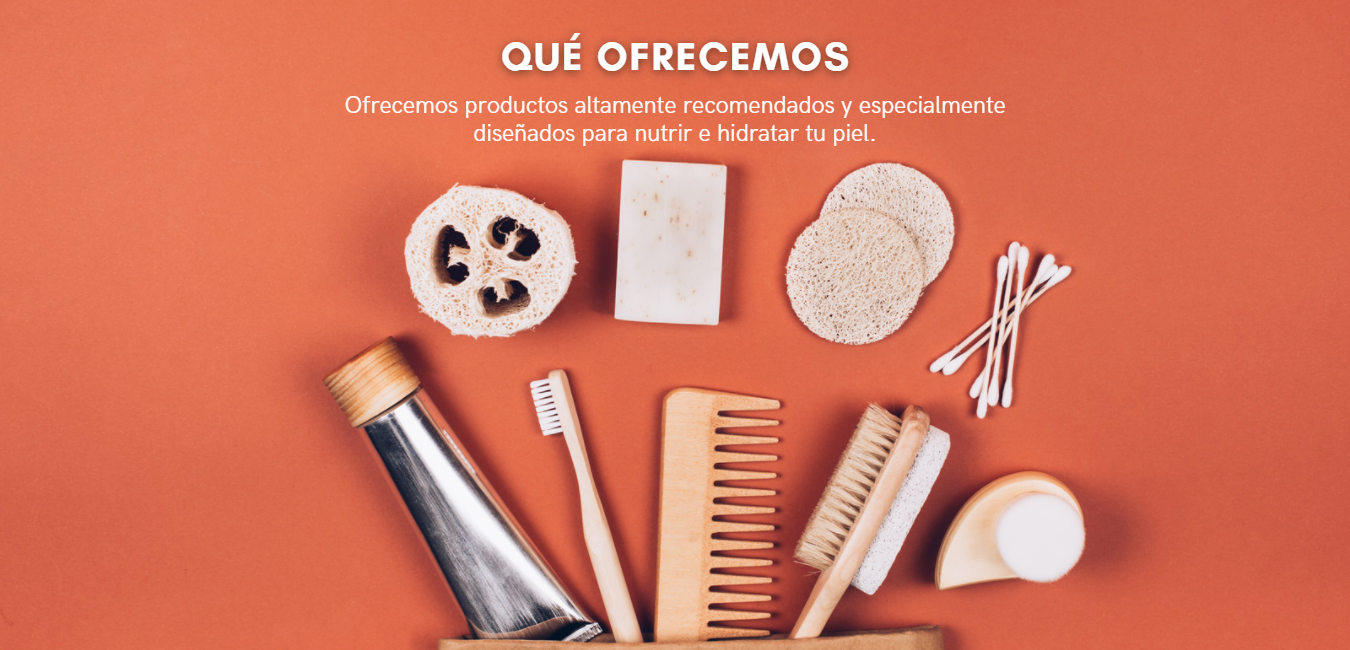 QUÉ OFRECEMOS
Ofrecemos productos altamente recomendados y especialmente
diseñados para nutrir e hidratar tu piel.